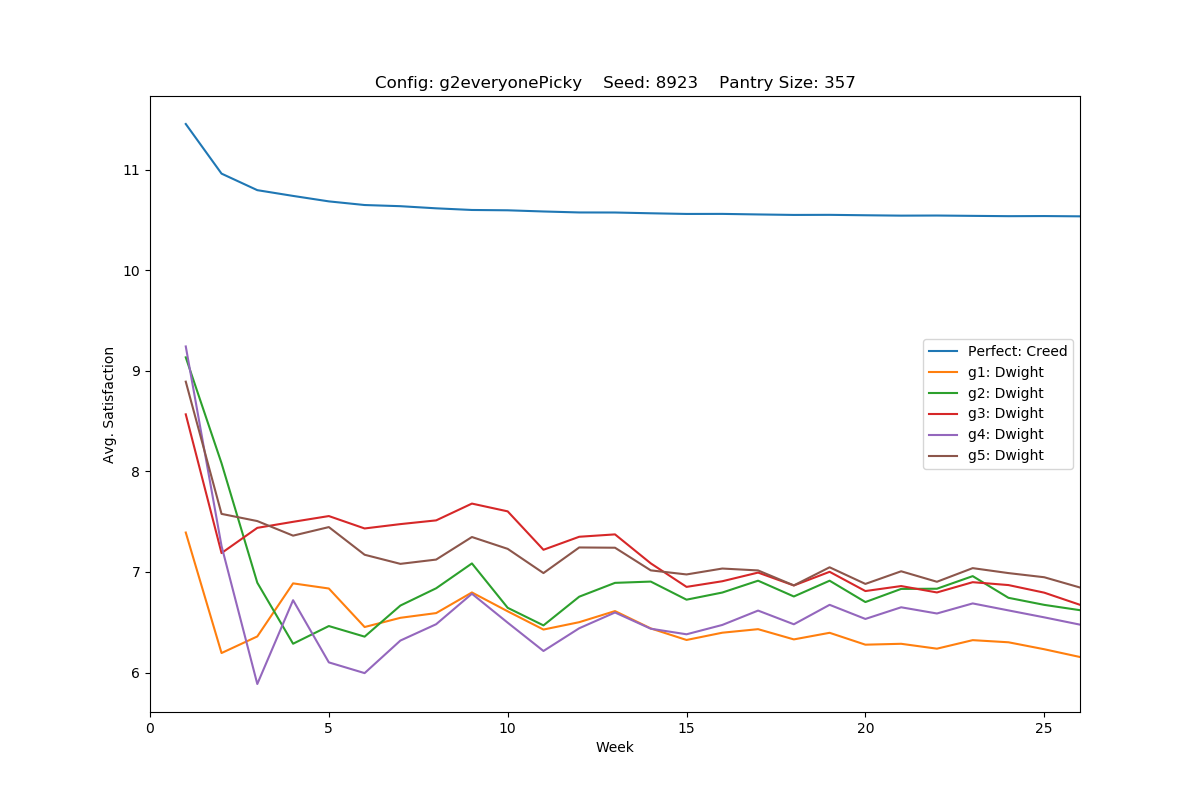 Config: g2everyonePicky    Seed: 8923    Pantry Size: 357
11
10
9
8
7
6
Avg. Satisfaction
Perfect: Creed
g1: Dwight
g2: Dwight
g3: Dwight
g4: Dwight
g5: Dwight
0 5 10 15 20 25
Week